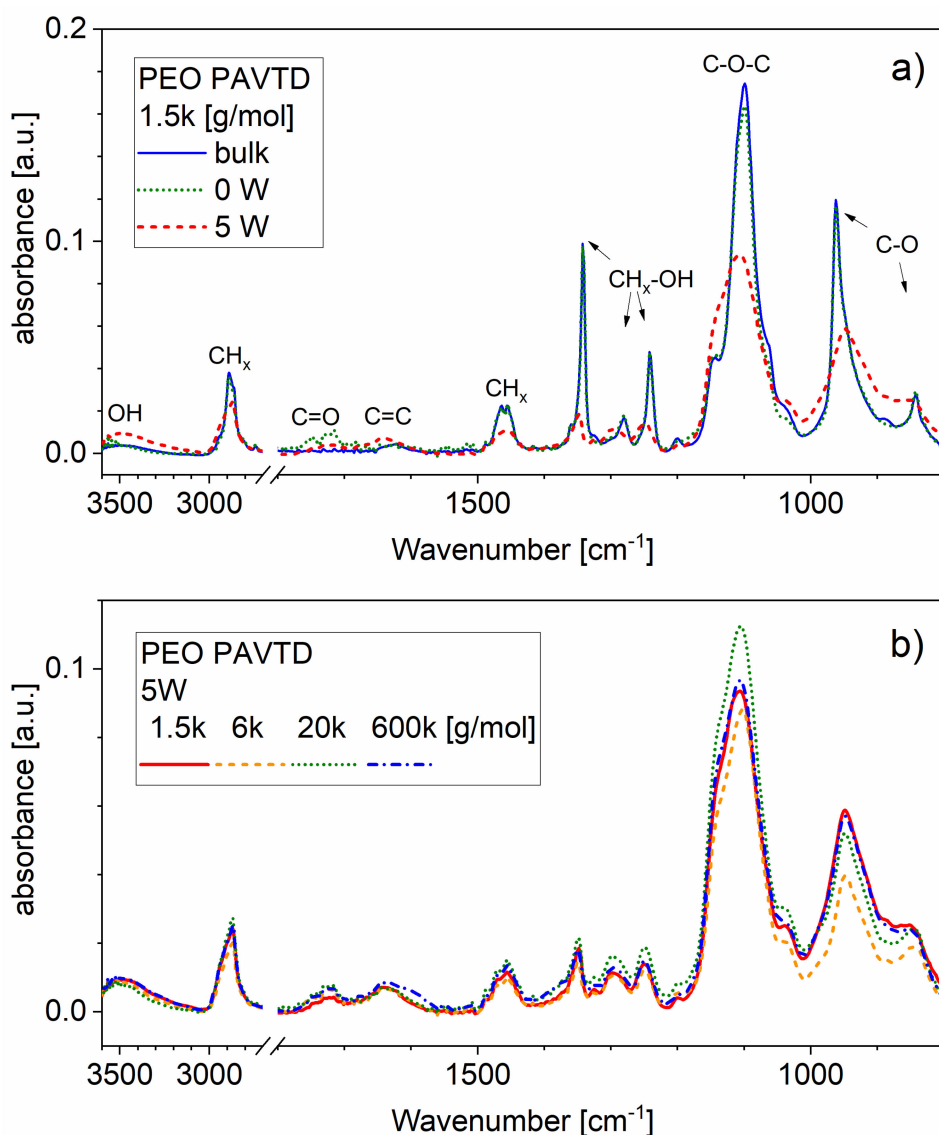 a)
PEO PAVTD
1.5k [g/mol]
bulk
0 W
5 W
C-O-C
C-O
CHx-OH
CHx
OH
C=O
C=C
CHx
absorbance [a.u.]
0.2
0.1
0.0
3600
3000
1500
1000
Wavenumber [cm-1]
b)
PEO PAVTD
5W
1.5k 6k 20k 600k [g/mol]
absorbance [a.u.]
0.1
0.0
3600
3000
1500
1000
Wavenumber [cm-1]